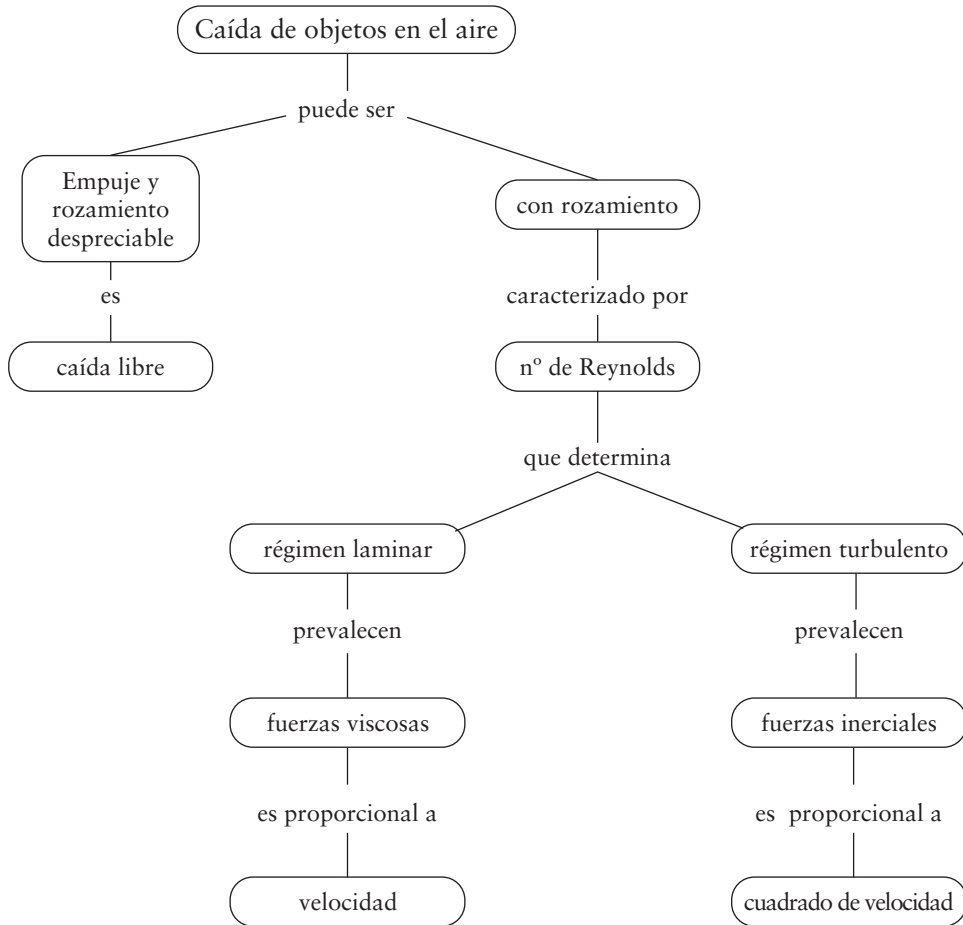 Caída de objetos en el aire
puede ser
Empuje y
rozamiento
despreciable
es
caída libre
con rozamiento
caracterizado por
nº de Reynolds
que determina
régimen laminar
prevalecen
fuerzas viscosas
es proporcional a
velocidad
régimen turbulento
prevalecen
fuerzas inerciales
es proporcional a
cuadrado de velocidad